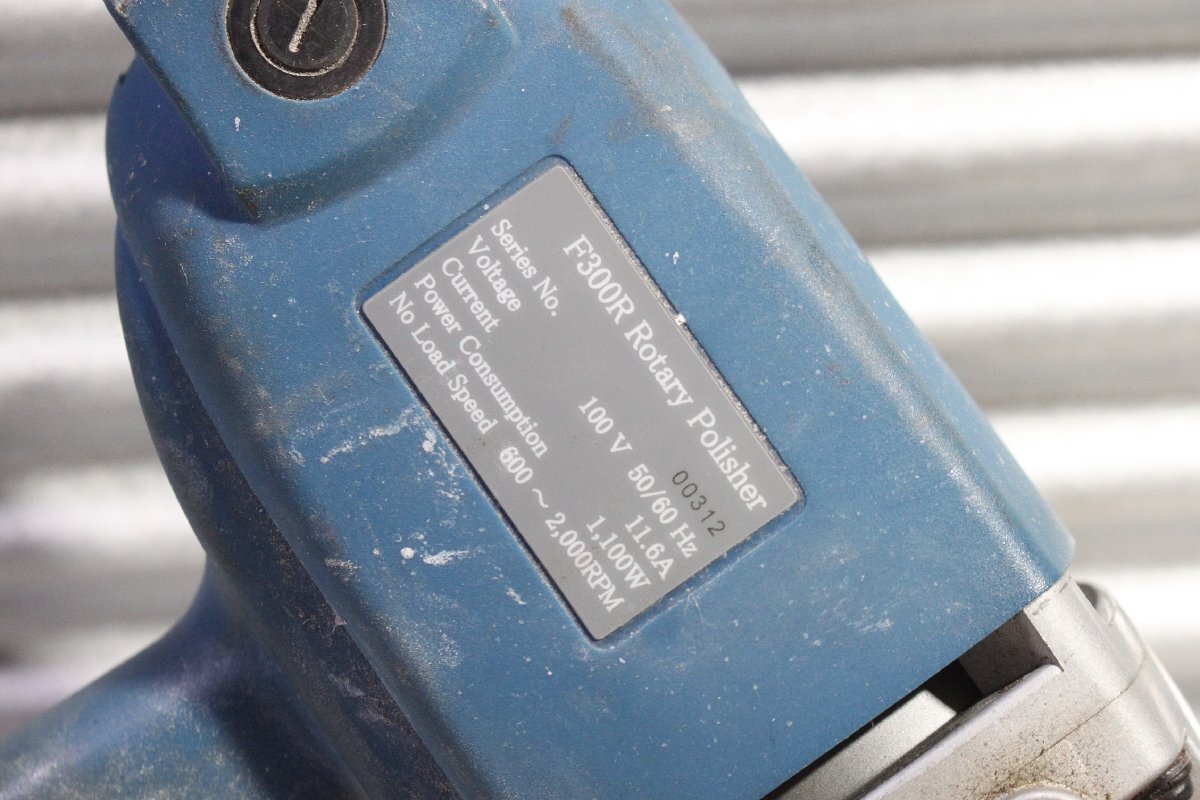 F300R Rotary Polisher
Series No. 00312
Voltage 100 V 50/60 Hz
Current 11.6A
Power Consumption 1,100W
No Load Speed 600 ～ 2,000RPM